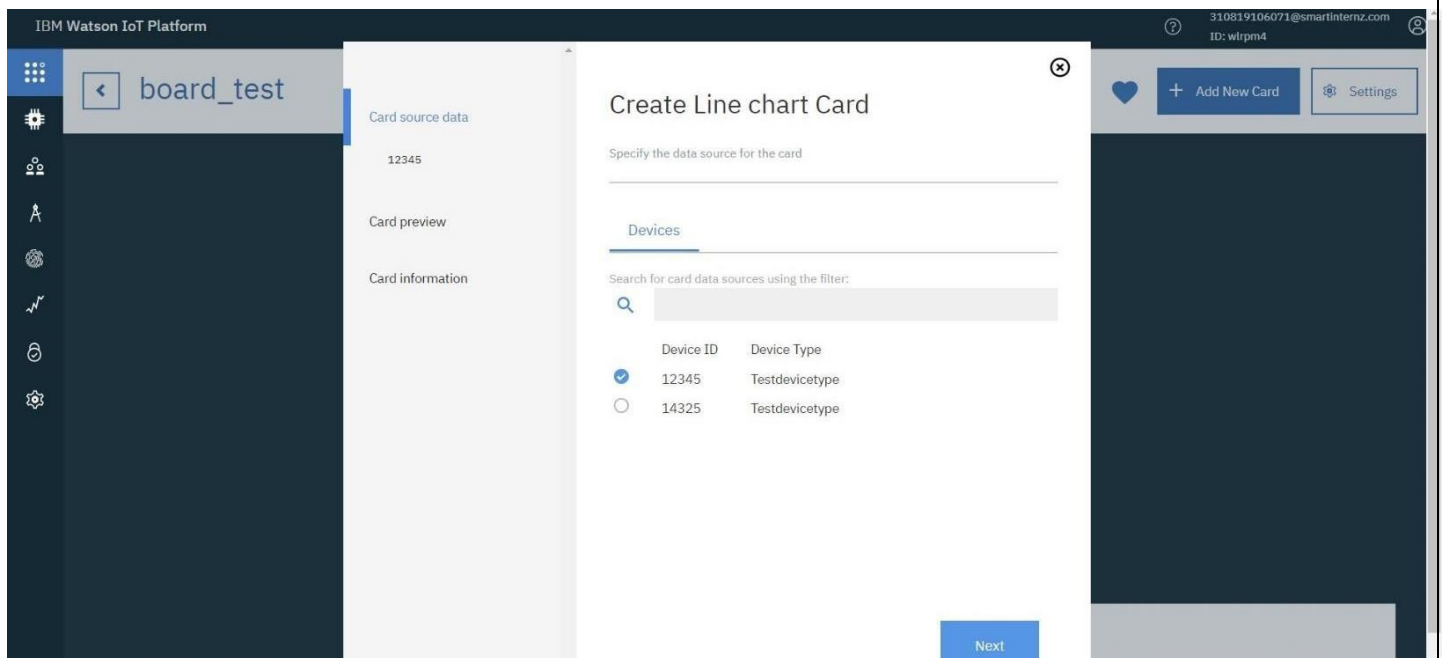 IBM Watson IoT Platform
310819106071@smartinternz.com
ID: wlrpm4
board_test
Add New Card
Settings
Card source data
12345
Card preview
Card information
Create Line chart Card
Specify the data source for the card
Devices
Search for card data sources using the filter:
Device ID Device Type
12345 Testdevicetype
14325 Testdevicetype
Next